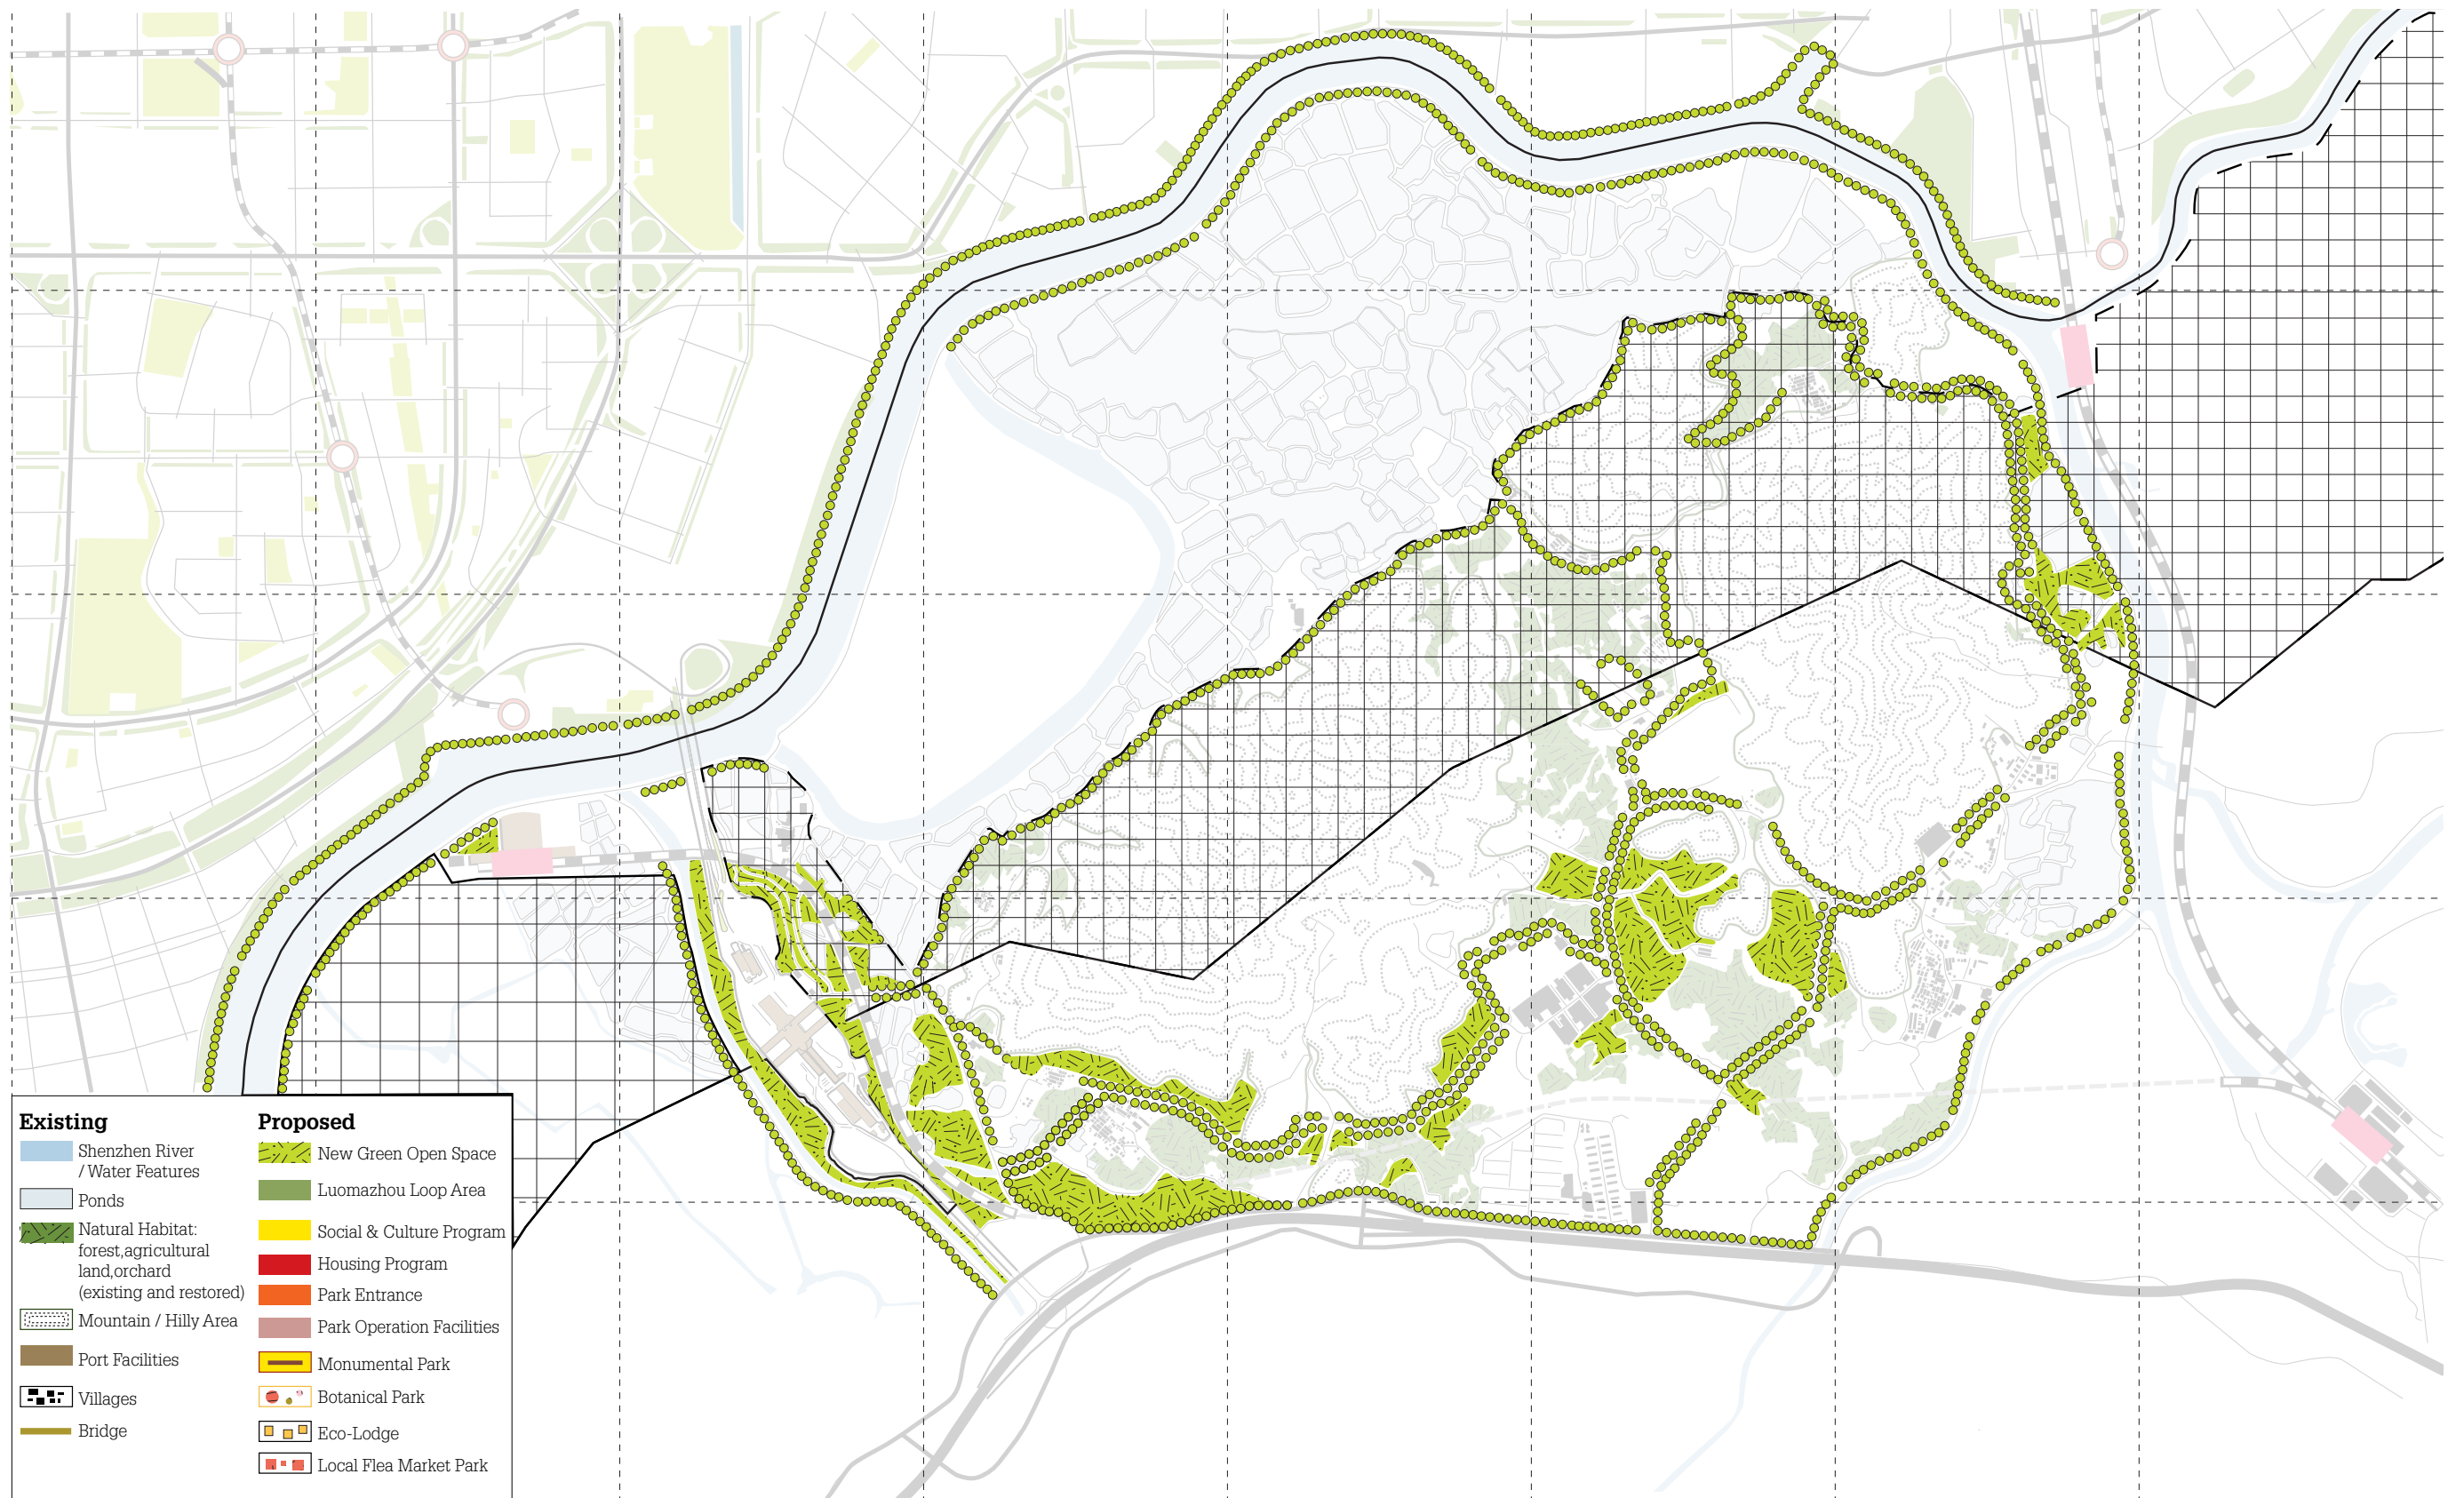 Existing
Shenzhen River
/ Water Features
Ponds
Natural Habitat:
forest,agricultural
land,orchard
(existing and restored)
Mountain / Hilly Area
Port Facilities
Villages
Bridge
Proposed
New Green Open Space
Luomazhou Loop Area
Social & Culture Program
Housing Program
Park Entrance
Park Operation Facilities
Monumental Park
Botanical Park
Eco-Lodge
Local Flea Market Park